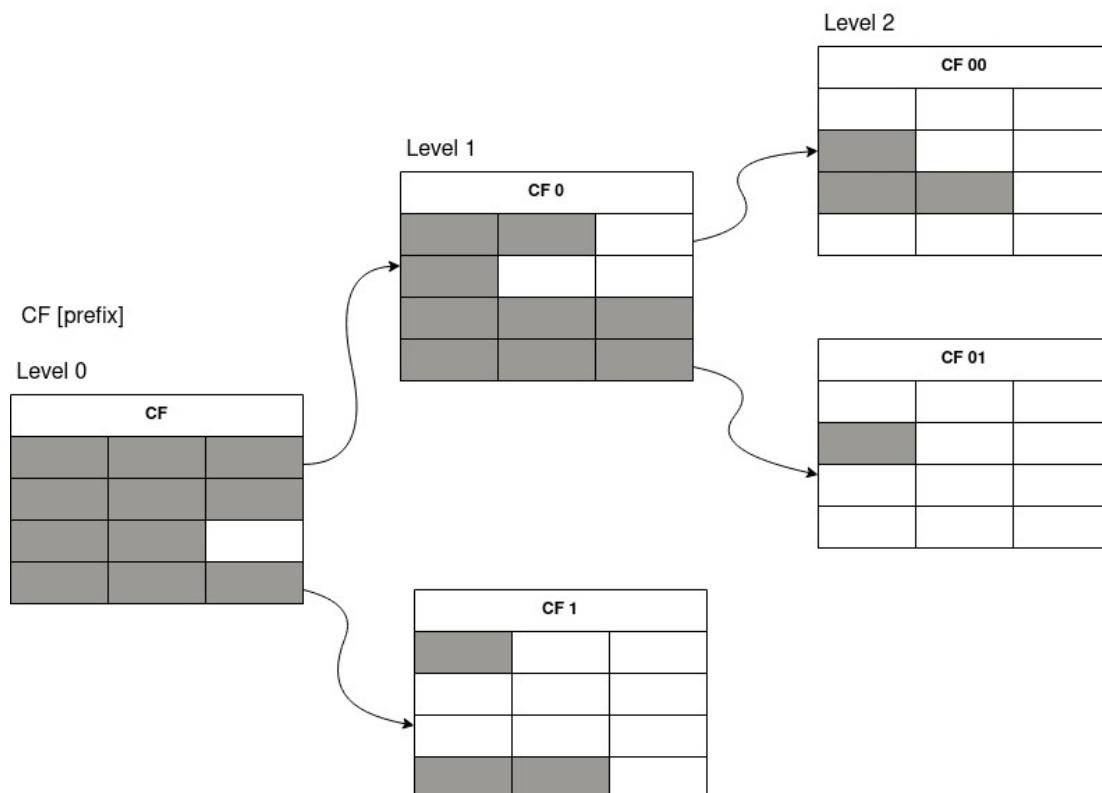 Level 2
CF 00
Level 1
CF 0
CF [prefix]
Level 0
CF
CF 01
CF 1